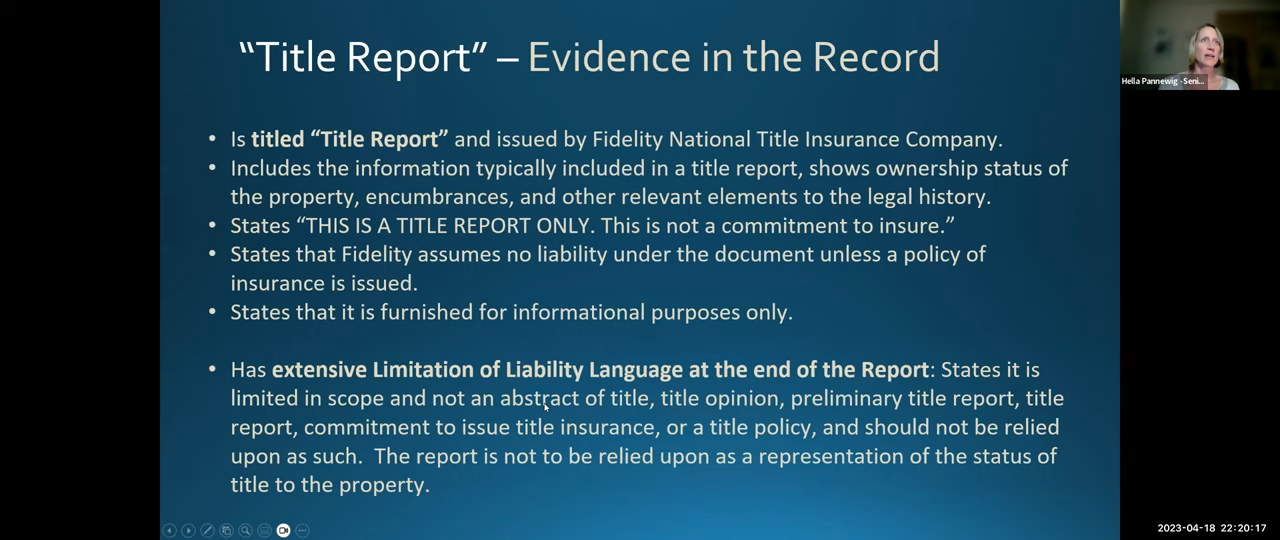 “Title Report” – Evidence in the Record
Hella Pannewig - Seni...
• Is titled “Title Report” and issued by Fidelity National Title Insurance Company.
• Includes the information typically included in a title report, shows ownership status of
the property, encumbrances, and other relevant elements to the legal history.
• States “THIS IS A TITLE REPORT ONLY. This is not a commitment to insure.”
• States that Fidelity assumes no liability under the document unless a policy of
insurance is issued.
• States that it is furnished for informational purposes only.
• Has extensive Limitation of Liability Language at the end of the Report: States it is
limited in scope and not an abstract of title, title opinion, preliminary title report, title
report, commitment to issue title insurance, or a title policy, and should not be relied
upon as such. The report is not to be relied upon as a representation of the status of
title to the property.
2023-04-18 22:20:17